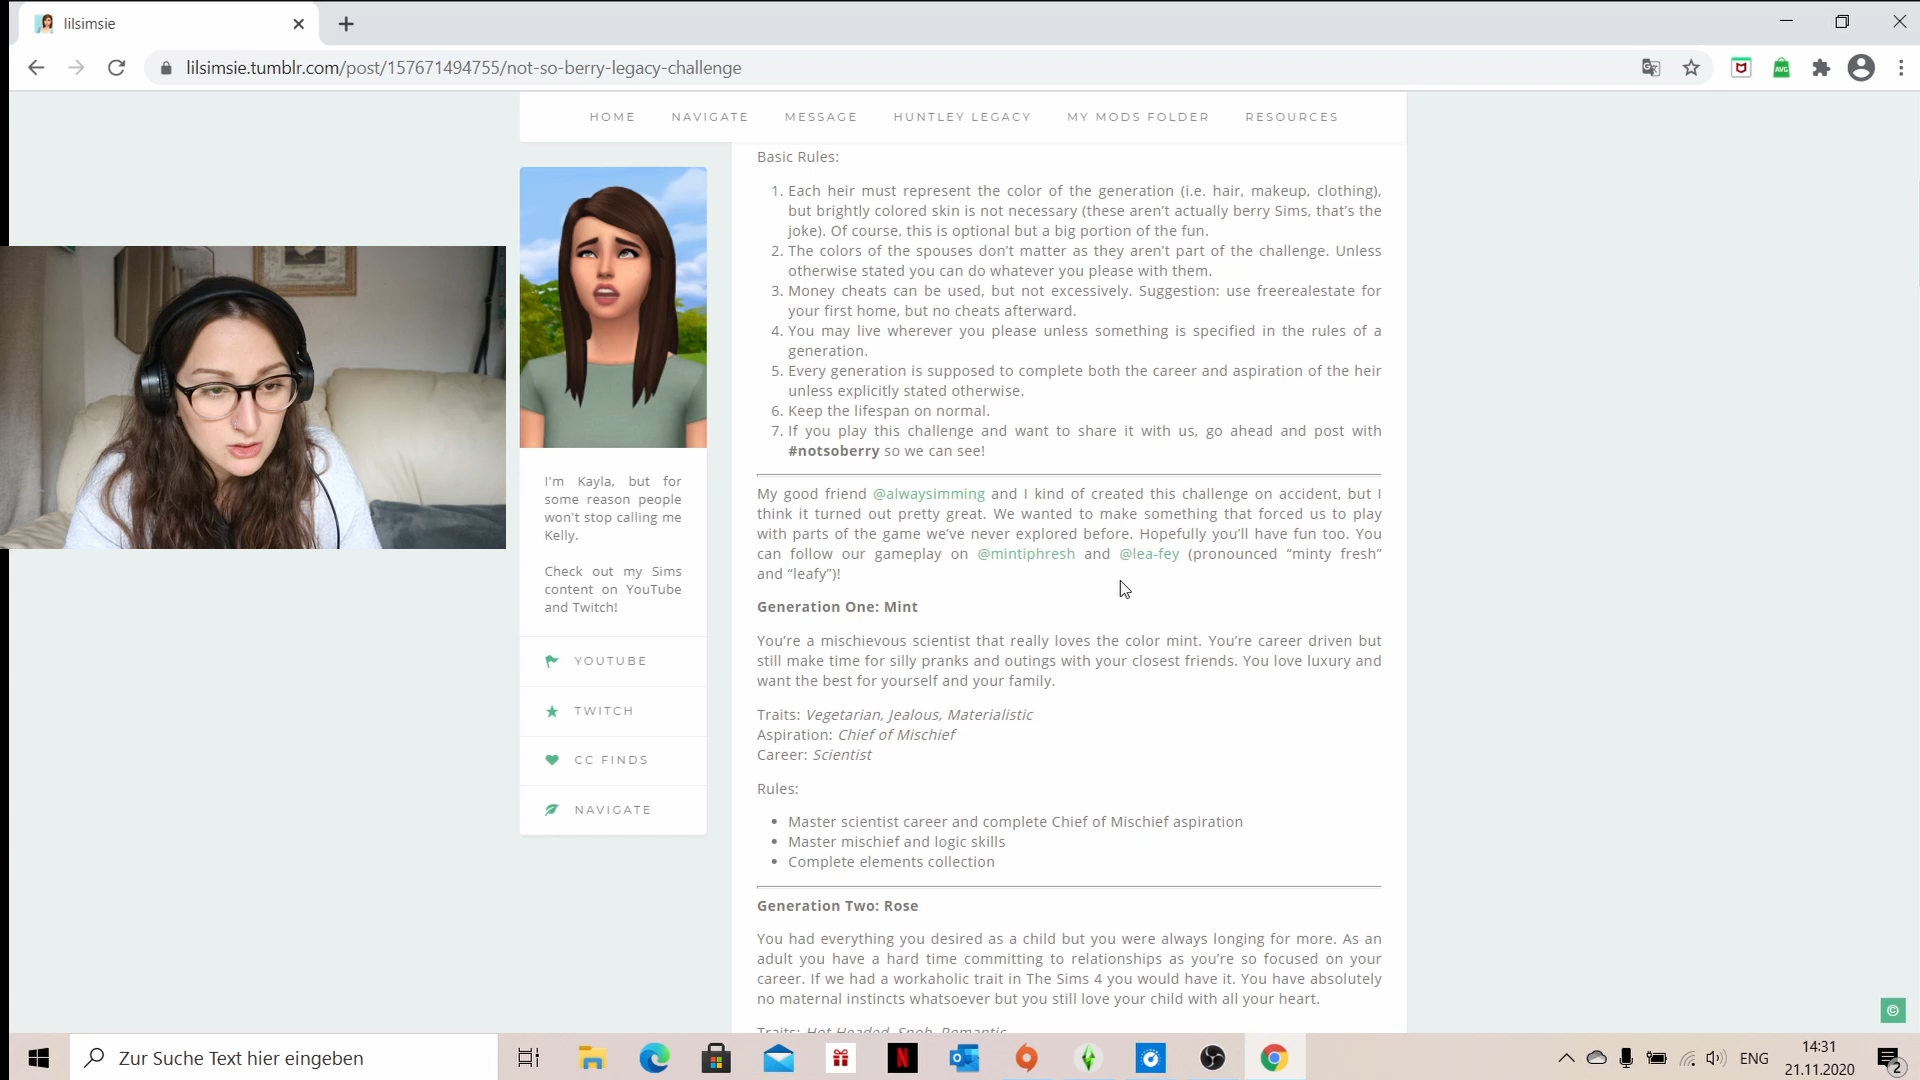 lilsimsie
lilsimsie.tumblr.com/post/157671494755/not-so-berry-legacy-challenge
AVG
HOME NAVIGATE MESSAGE HUNTLEY LEGACY MY MODS FOLDER RESOURCES
Basic Rules:
1. Each heir must represent the color of the generation (i.e. hair, makeup, clothing),
but brightly colored skin is not necessary (these aren’t actually berry Sims, that’s the
joke). Of course, this is optional but a big portion of the fun.
2. The colors of the spouses don’t matter as they aren’t part of the challenge. Unless
otherwise stated you can do whatever you please with them.
3. Money cheats can be used, but not excessively. Suggestion: use freerealestate for
your first home, but no cheats afterward.
4. You may live wherever you please unless something is specified in the rules of a
generation.
5. Every generation is supposed to complete both the career and aspiration of the heir
unless explicitly stated otherwise.
6. Keep the lifespan on normal.
7. If you play this challenge and want to share it with us, go ahead and post with
#notsoberry so we can see!
My good friend @alwaysimming and I kind of created this challenge on accident, but I
think it turned out pretty great. We wanted to make something that forced us to play
with parts of the game we’ve never explored before. Hopefully you’ll have fun too. You
can follow our gameplay on @mintiphresh and @lea-fey (pronounced “minty fresh”
and “leafy”)!
Generation One: Mint
You’re a mischievous scientist that really loves the color mint. You’re career driven but
still make time for silly pranks and outings with your closest friends. You love luxury and
want the best for yourself and your family.
Traits: Vegetarian, Jealous, Materialistic
Aspiration: Chief of Mischief
Career: Scientist
Rules:
• Master scientist career and complete Chief of Mischief aspiration
• Master mischief and logic skills
• Complete elements collection
Generation Two: Rose
You had everything you desired as a child but you were always longing for more. As an
adult you have a hard time committing to relationships as you’re so focused on your
career. If we had a workaholic trait in The Sims 4 you would have it. You have absolutely
no maternal instincts whatsoever but you still love your child with all your heart.
Traits: Hot Headed, Snob, Romantic
I'm Kayla, but for
some reason people
won't stop calling me
Kelly.
Check out my Sims
content on YouTube
and Twitch!
YOUTUBE
TWITCH
CC FINDS
NAVIGATE
©
Zur Suche Text hier eingeben
N
ENG
14:31
21.11.2020
2